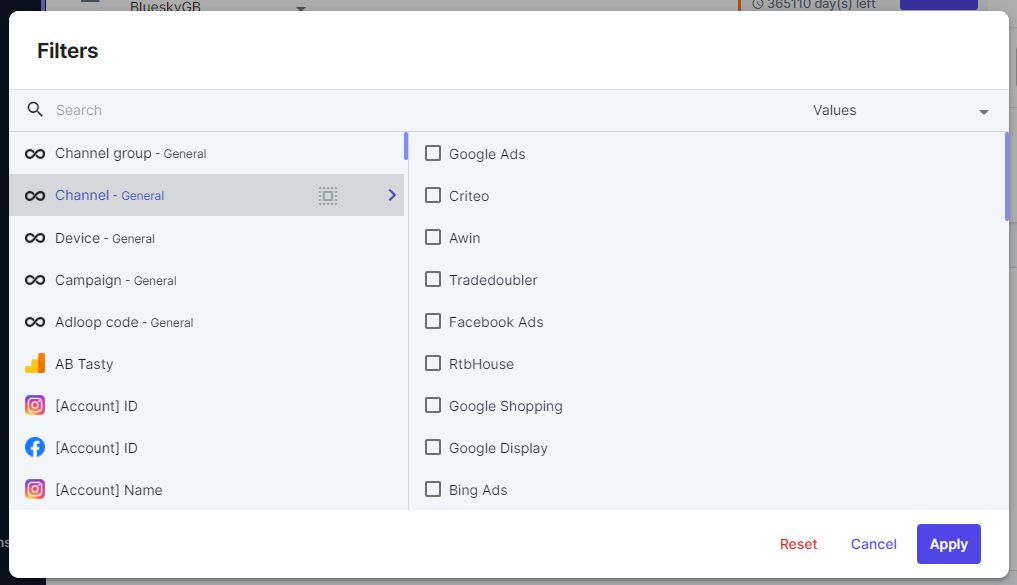 BlueskyGB
365110 day(s) left
Filters
Search
Values
Channel group - General
Channel - General
Device - General
Campaign - General
Adloop code - General
AB Tasty
[Account] ID
[Account] ID
[Account] Name
Google Ads
Criteo
Awin
Tradedoubler
Facebook Ads
RtbHouse
Google Shopping
Google Display
Bing Ads
Reset
Cancel
Apply